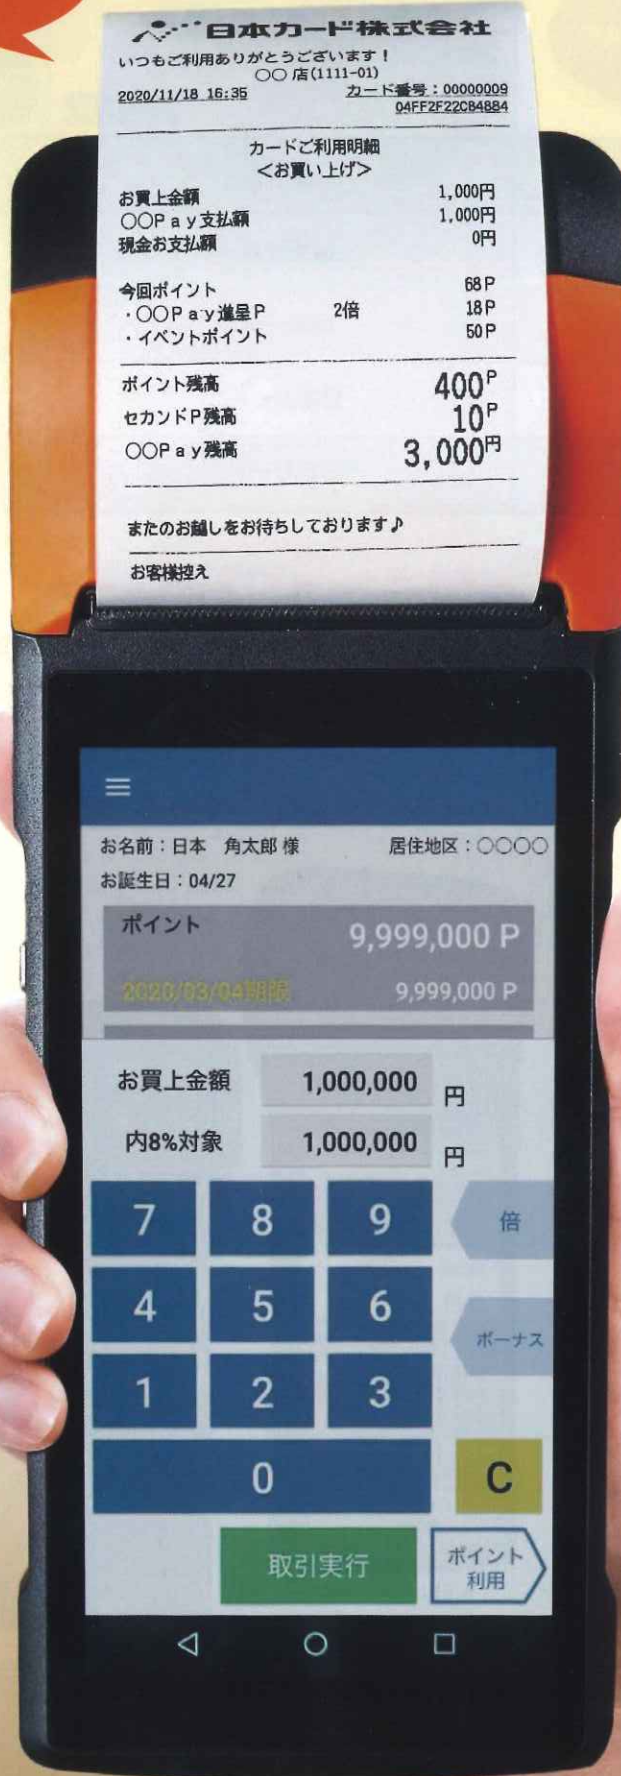 日本カード株式会社
いつもご利用ありがとうございます！
〇〇店(1111-01)
2020/11/18 16:35 カード番号：00000009
04FF2F22C84884
カードご利用明細
＜お買い上げ＞
お買上金額 1,000円
〇〇Pay支払額 1,000円
現金お支払額 0円
今回ポイント 68P
・〇〇Pay進呈P 2倍 18P
・イベントポイント 50P
ポイント残高 400P
セカンドP残高 10P
〇〇Pay残高 3,000円
またのお越しをお待ちしております♪
お客様控え
お名前：日本 角太郎 様 居住地区：〇〇〇〇
お誕生日：04/27
ポイント 9,999,000 P
2020/03/04期限 9,999,000 P
お買上金額 1,000,000 円
内8%対象 1,000,000 円
7 8 9 倍
4 5 6
ボーナス
1 2 3
0 C
取引実行 ポイント
利用